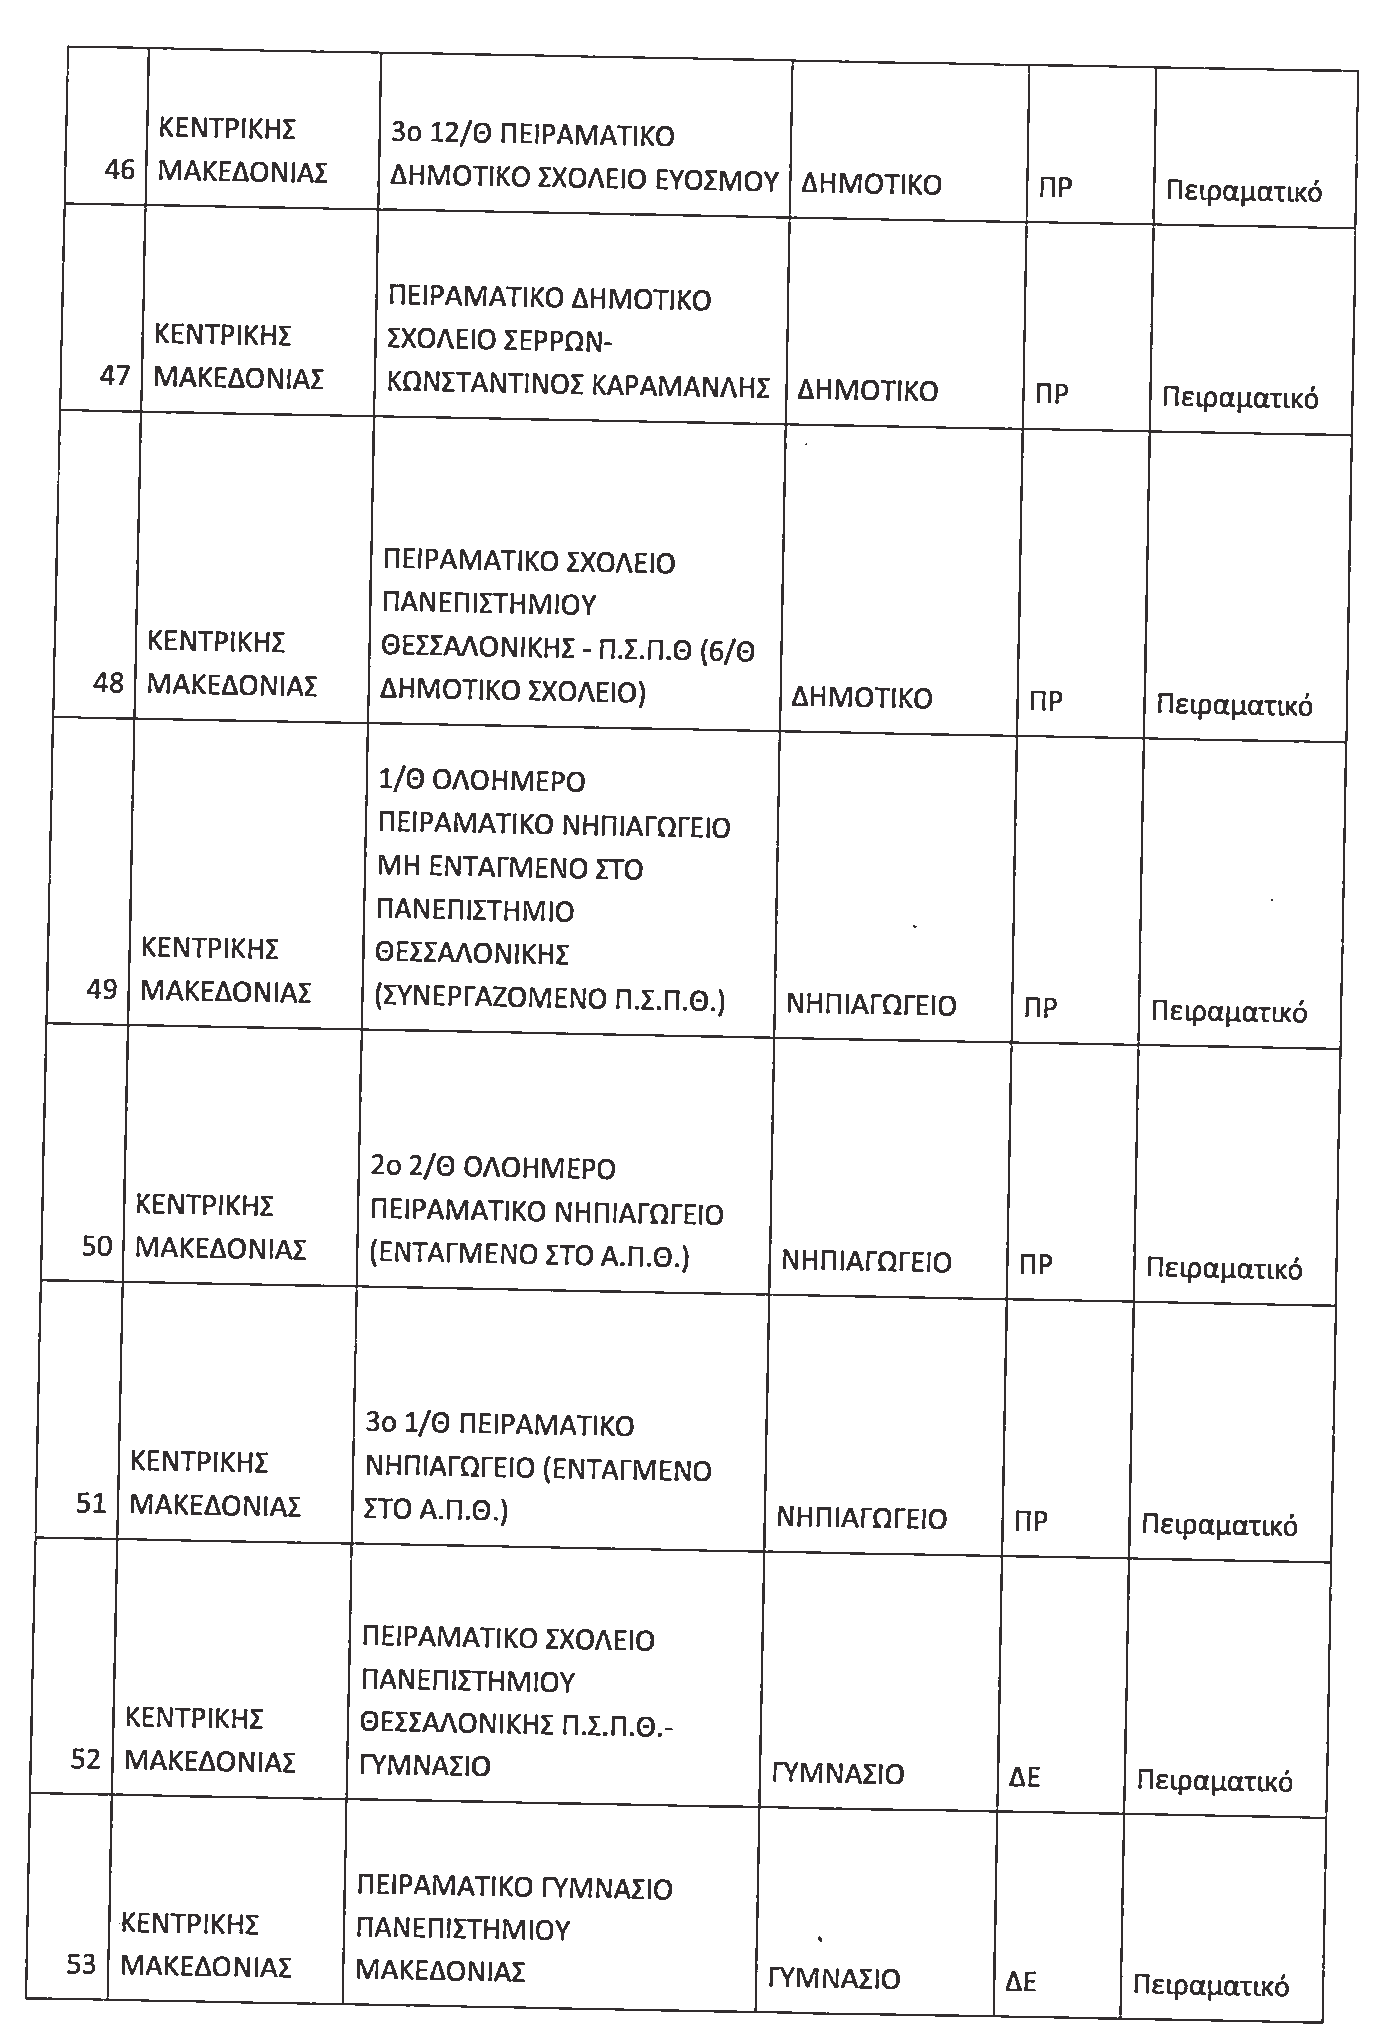 46
ΚΕΝΤΡΙΚΗΣ
ΜΑΚΕΔΟΝΙΑΣ
3ο 12/Θ ΠΕΙΡΑΜΑΤΙΚΟ
ΔΗΜΟΤΙΚΟ ΣΧΟΛΕΙΟ ΕΥΟΣΜΟΥ
ΔΗΜΟΤΙΚΟ
ΠΡ
Πειραματικό
47
ΚΕΝΤΡΙΚΗΣ
ΜΑΚΕΔΟΝΙΑΣ
ΠΕΙΡΑΜΑΤΙΚΟ ΔΗΜΟΤΙΚΟ
ΣΧΟΛΕΙΟ ΣΕΡΡΩΝ-
ΚΩΝΣΤΑΝΤΙΝΟΣ ΚΑΡΑΜΑΝΛΗΣ
ΔΗΜΟΤΙΚΟ
ΠΡ
Πειραματικό
48
ΚΕΝΤΡΙΚΗΣ
ΜΑΚΕΔΟΝΙΑΣ
ΠΕΙΡΑΜΑΤΙΚΟ ΣΧΟΛΕΙΟ
ΠΑΝΕΠΙΣΤΗΜΙΟΥ
ΘΕΣΣΑΛΟΝΙΚΗΣ - Π.Σ.Π.Θ (6/Θ
ΔΗΜΟΤΙΚΟ ΣΧΟΛΕΙΟ)
ΔΗΜΟΤΙΚΟ
ΠΡ
Πειραματικό
49
ΚΕΝΤΡΙΚΗΣ
ΜΑΚΕΔΟΝΙΑΣ
1/Θ ΟΛΟΗΜΕΡΟ
ΠΕΙΡΑΜΑΤΙΚΟ ΝΗΠΙΑΓΩΓΕΙΟ
ΜΗ ΕΝΤΑΓΜΕΝΟ ΣΤΟ
ΠΑΝΕΠΙΣΤΗΜΙΟ
ΘΕΣΣΑΛΟΝΙΚΗΣ
(ΣΥΝΕΡΓΑΖΟΜΕΝΟ Π.Σ.Π.Θ.)
ΝΗΠΙΑΓΩΓΕΙΟ
ΠΡ
Πειραματικό
50
ΚΕΝΤΡΙΚΗΣ
ΜΑΚΕΔΟΝΙΑΣ
2ο 2/Θ ΟΛΟΗΜΕΡΟ
ΠΕΙΡΑΜΑΤΙΚΟ ΝΗΠΙΑΓΩΓΕΙΟ
(ΕΝΤΑΓΜΕΝΟ ΣΤΟ Α.Π.Θ.)
ΝΗΠΙΑΓΩΓΕΙΟ
ΠΡ
Πειραματικό
51
ΚΕΝΤΡΙΚΗΣ
ΜΑΚΕΔΟΝΙΑΣ
3ο 1/Θ ΠΕΙΡΑΜΑΤΙΚΟ
ΝΗΠΙΑΓΩΓΕΙΟ (ΕΝΤΑΓΜΕΝΟ
ΣΤΟ Α.Π.Θ.)
ΝΗΠΙΑΓΩΓΕΙΟ
ΠΡ
Πειραματικό
52
ΚΕΝΤΡΙΚΗΣ
ΜΑΚΕΔΟΝΙΑΣ
ΠΕΙΡΑΜΑΤΙΚΟ ΣΧΟΛΕΙΟ
ΠΑΝΕΠΙΣΤΗΜΙΟΥ
ΘΕΣΣΑΛΟΝΙΚΗΣ Π.Σ.Π.Θ.-
ΓΥΜΝΑΣΙΟ
ΓΥΜΝΑΣΙΟ
ΔΕ
Πειραματικό
53
ΚΕΝΤΡΙΚΗΣ
ΜΑΚΕΔΟΝΙΑΣ
ΠΕΙΡΑΜΑΤΙΚΟ ΓΥΜΝΑΣΙΟ
ΠΑΝΕΠΙΣΤΗΜΙΟΥ
ΜΑΚΕΔΟΝΙΑΣ
ΓΥΜΝΑΣΙΟ
ΔΕ
Πειραματικό